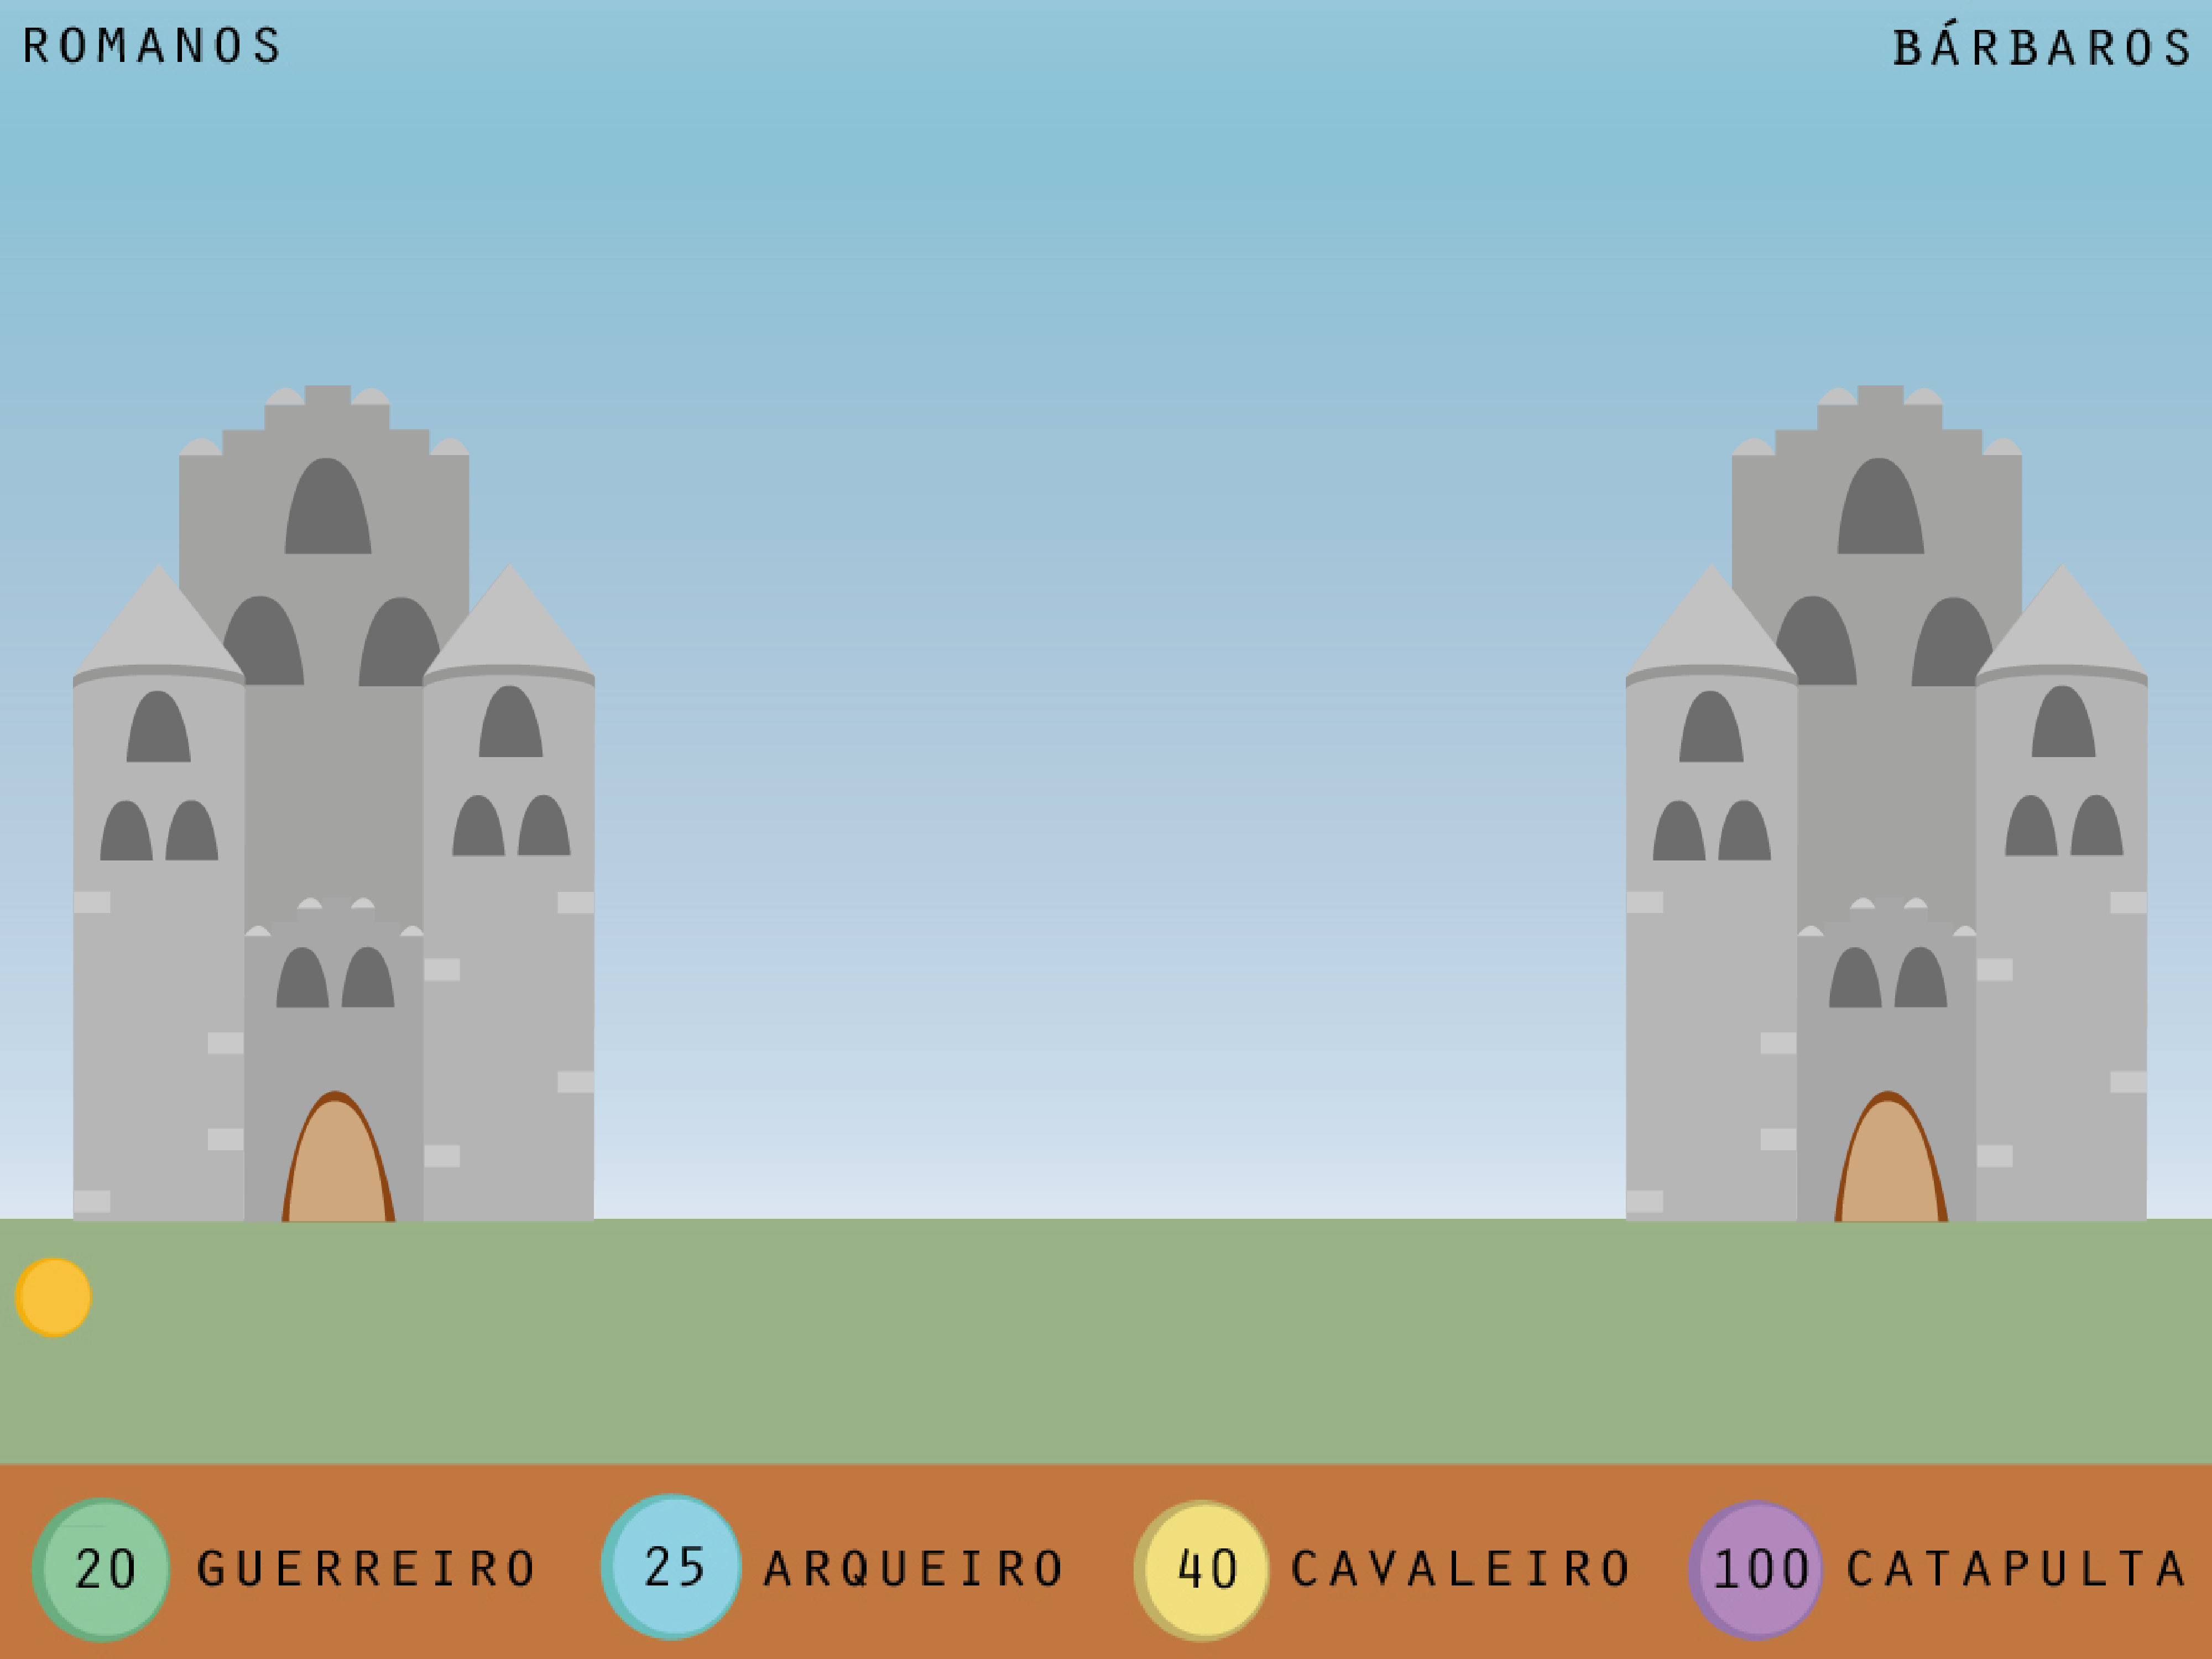 ROMANOS
BÁRBAROS
20 GUERREIRO
25 ARQUEIRO
40 CAVALEIRO
100 CATAPULTA